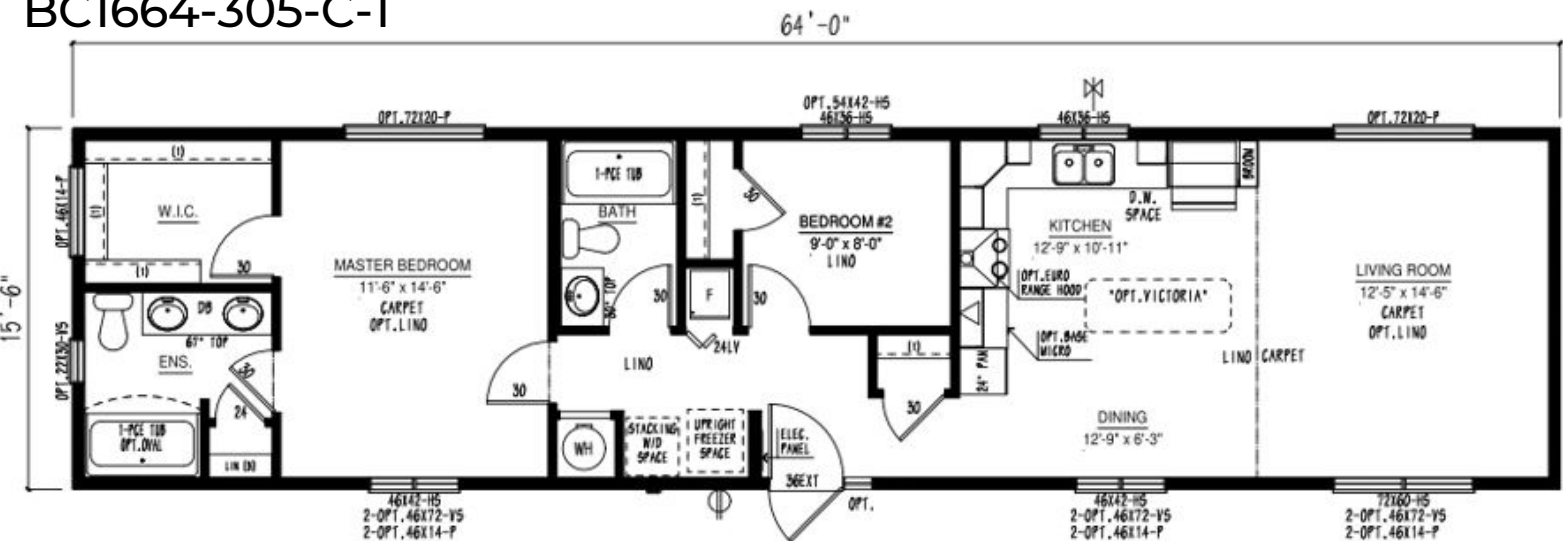 BC1664-305-C-1
64'-0"
15'-6"
OPT.72X20-P
OPT.54X42-HS
46X36-HS
46X36-HS
OPT.72X20-P
OPT.46X14-P
OPT.22X30-VS
(1)
(1)
W.I.C.
(1)
30
MASTER BEDROOM
11'-6" x 14'-6"
CARPET
OPT.LINO
DB
67" TOP
ENS.
30
24
1-PCE TUB
OPT.OVAL
LIN (3)
30
1-PCE TUB
BATH
30
(1)
30
F
30
24LV
BEDROOM #2
9'-0" x 8'-0"
LINO
LINO
WH
STACKING
W/D
SPACE
UPRIGHT
FREEZER
SPACE
ELEC.
PANEL
36EXT
OPT.
(1)
30
BROOM
D.W.
SPACE
KITCHEN
12'-9" x 10'-11"
OPT.EURO
RANGE HOOD
"OPT.VICTORIA"
OPT.BASE
MICRO
24" PAN
LINO CARPET
DINING
12'-9" x 6'-3"
LIVING ROOM
12'-5" x 14'-6"
CARPET
OPT.LINO
46X42-HS
2-OPT.46X72-VS
2-OPT.46X14-P
46X42-HS
2-OPT.46X72-VS
2-OPT.46X14-P
72X60-HS
2-OPT.46X72-VS
2-OPT.46X14-P